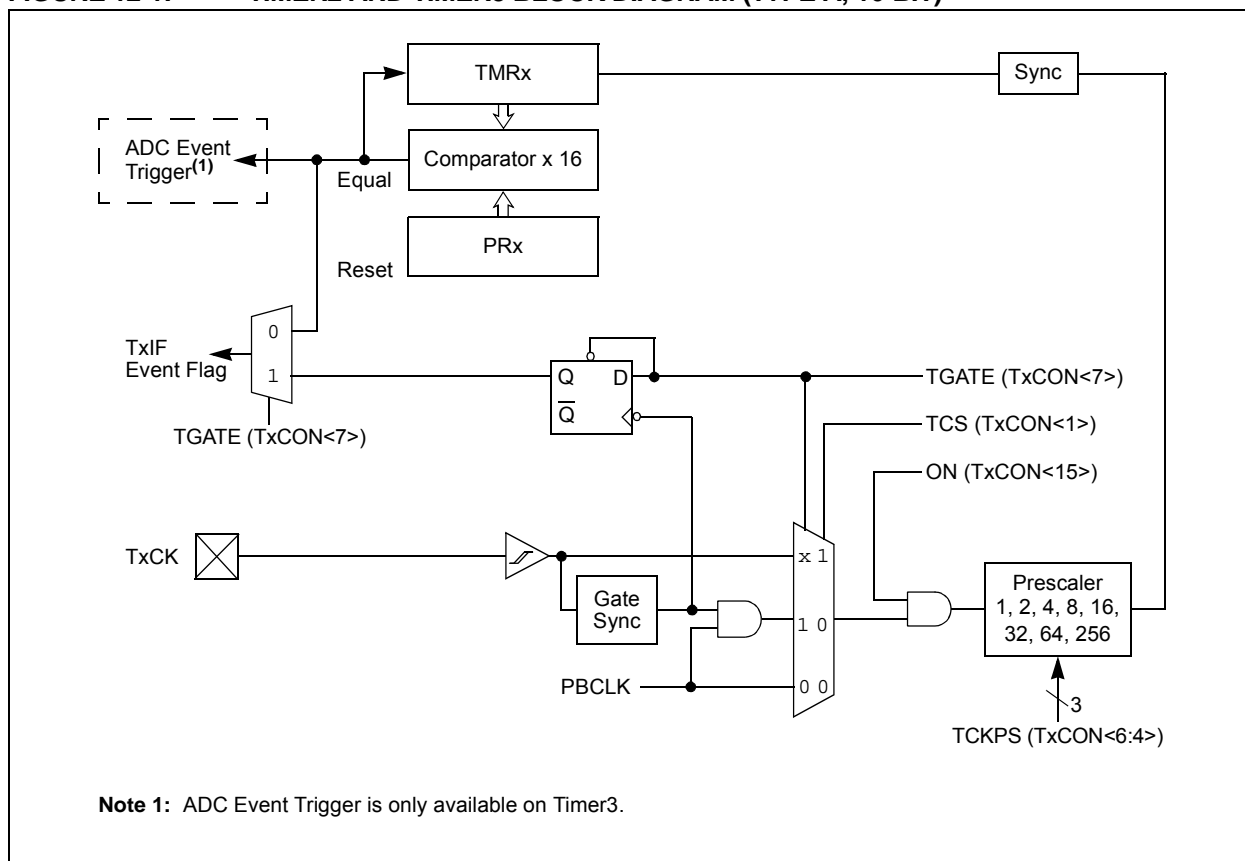 TMRx
Sync
ADC Event
Trigger(1)
Equal
Comparator x 16
PRx
Reset
0
1
TxIF
Event Flag
TGATE (TxCON<7>)
Q D
Q
TGATE (TxCON<7>)
TCS (TxCON<1>)
ON (TxCON<15>)
TxCK
x 1
Gate
Sync
1 0
Prescaler
1, 2, 4, 8, 16,
32, 64, 256
PBCLK
0 0
3
TCKPS (TxCON<6:4>)
Note 1: ADC Event Trigger is only available on Timer3.